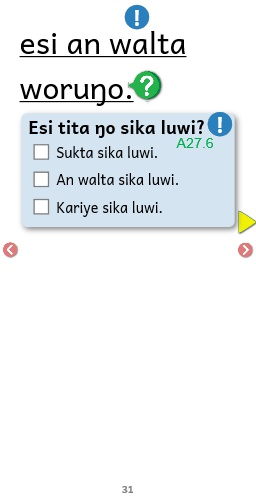 esi an walta
woruŋo.
Esi tita ŋo sika luwi?
A27.6
Sukta sika luwi.
An walta sika luwi.
Kariye sika luwi.
31